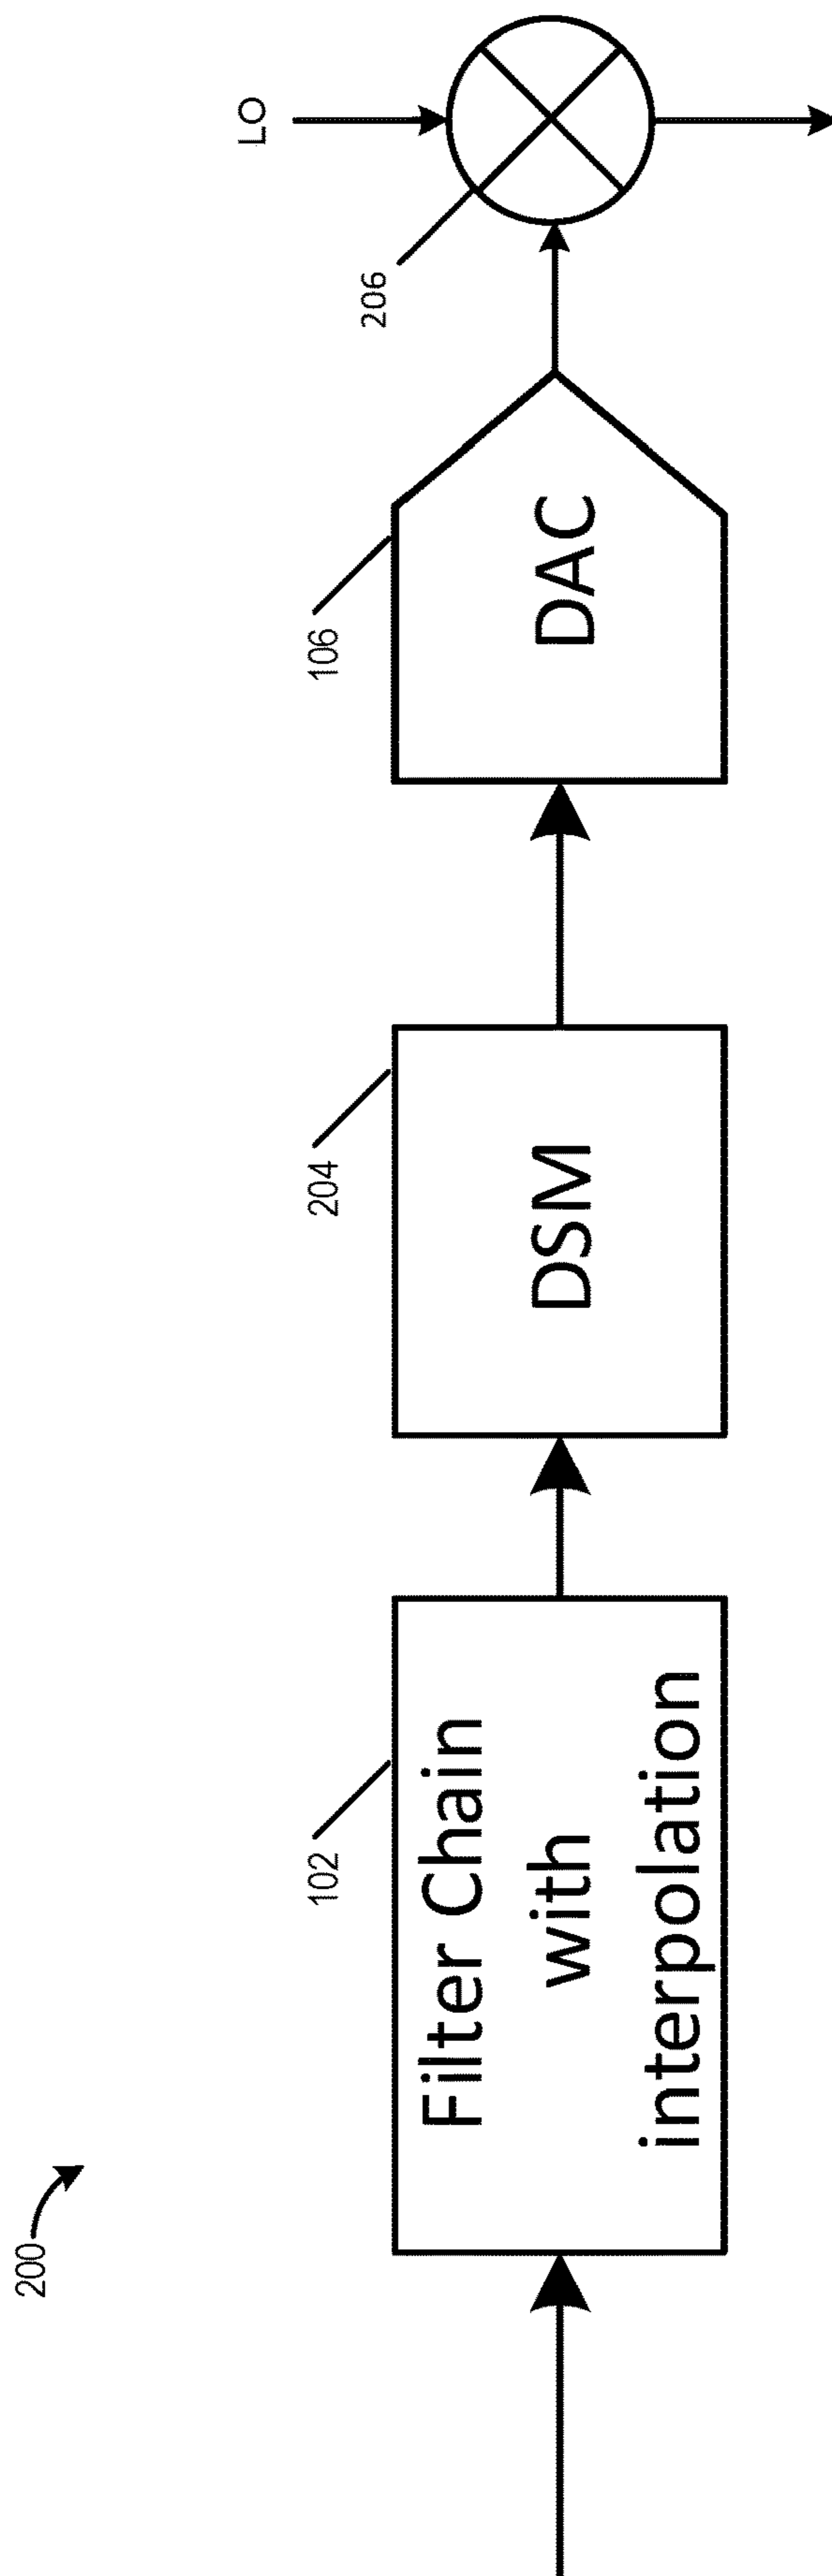 200
102
Filter Chain
with
interpolation
204
DSM
106
DAC
206
LO